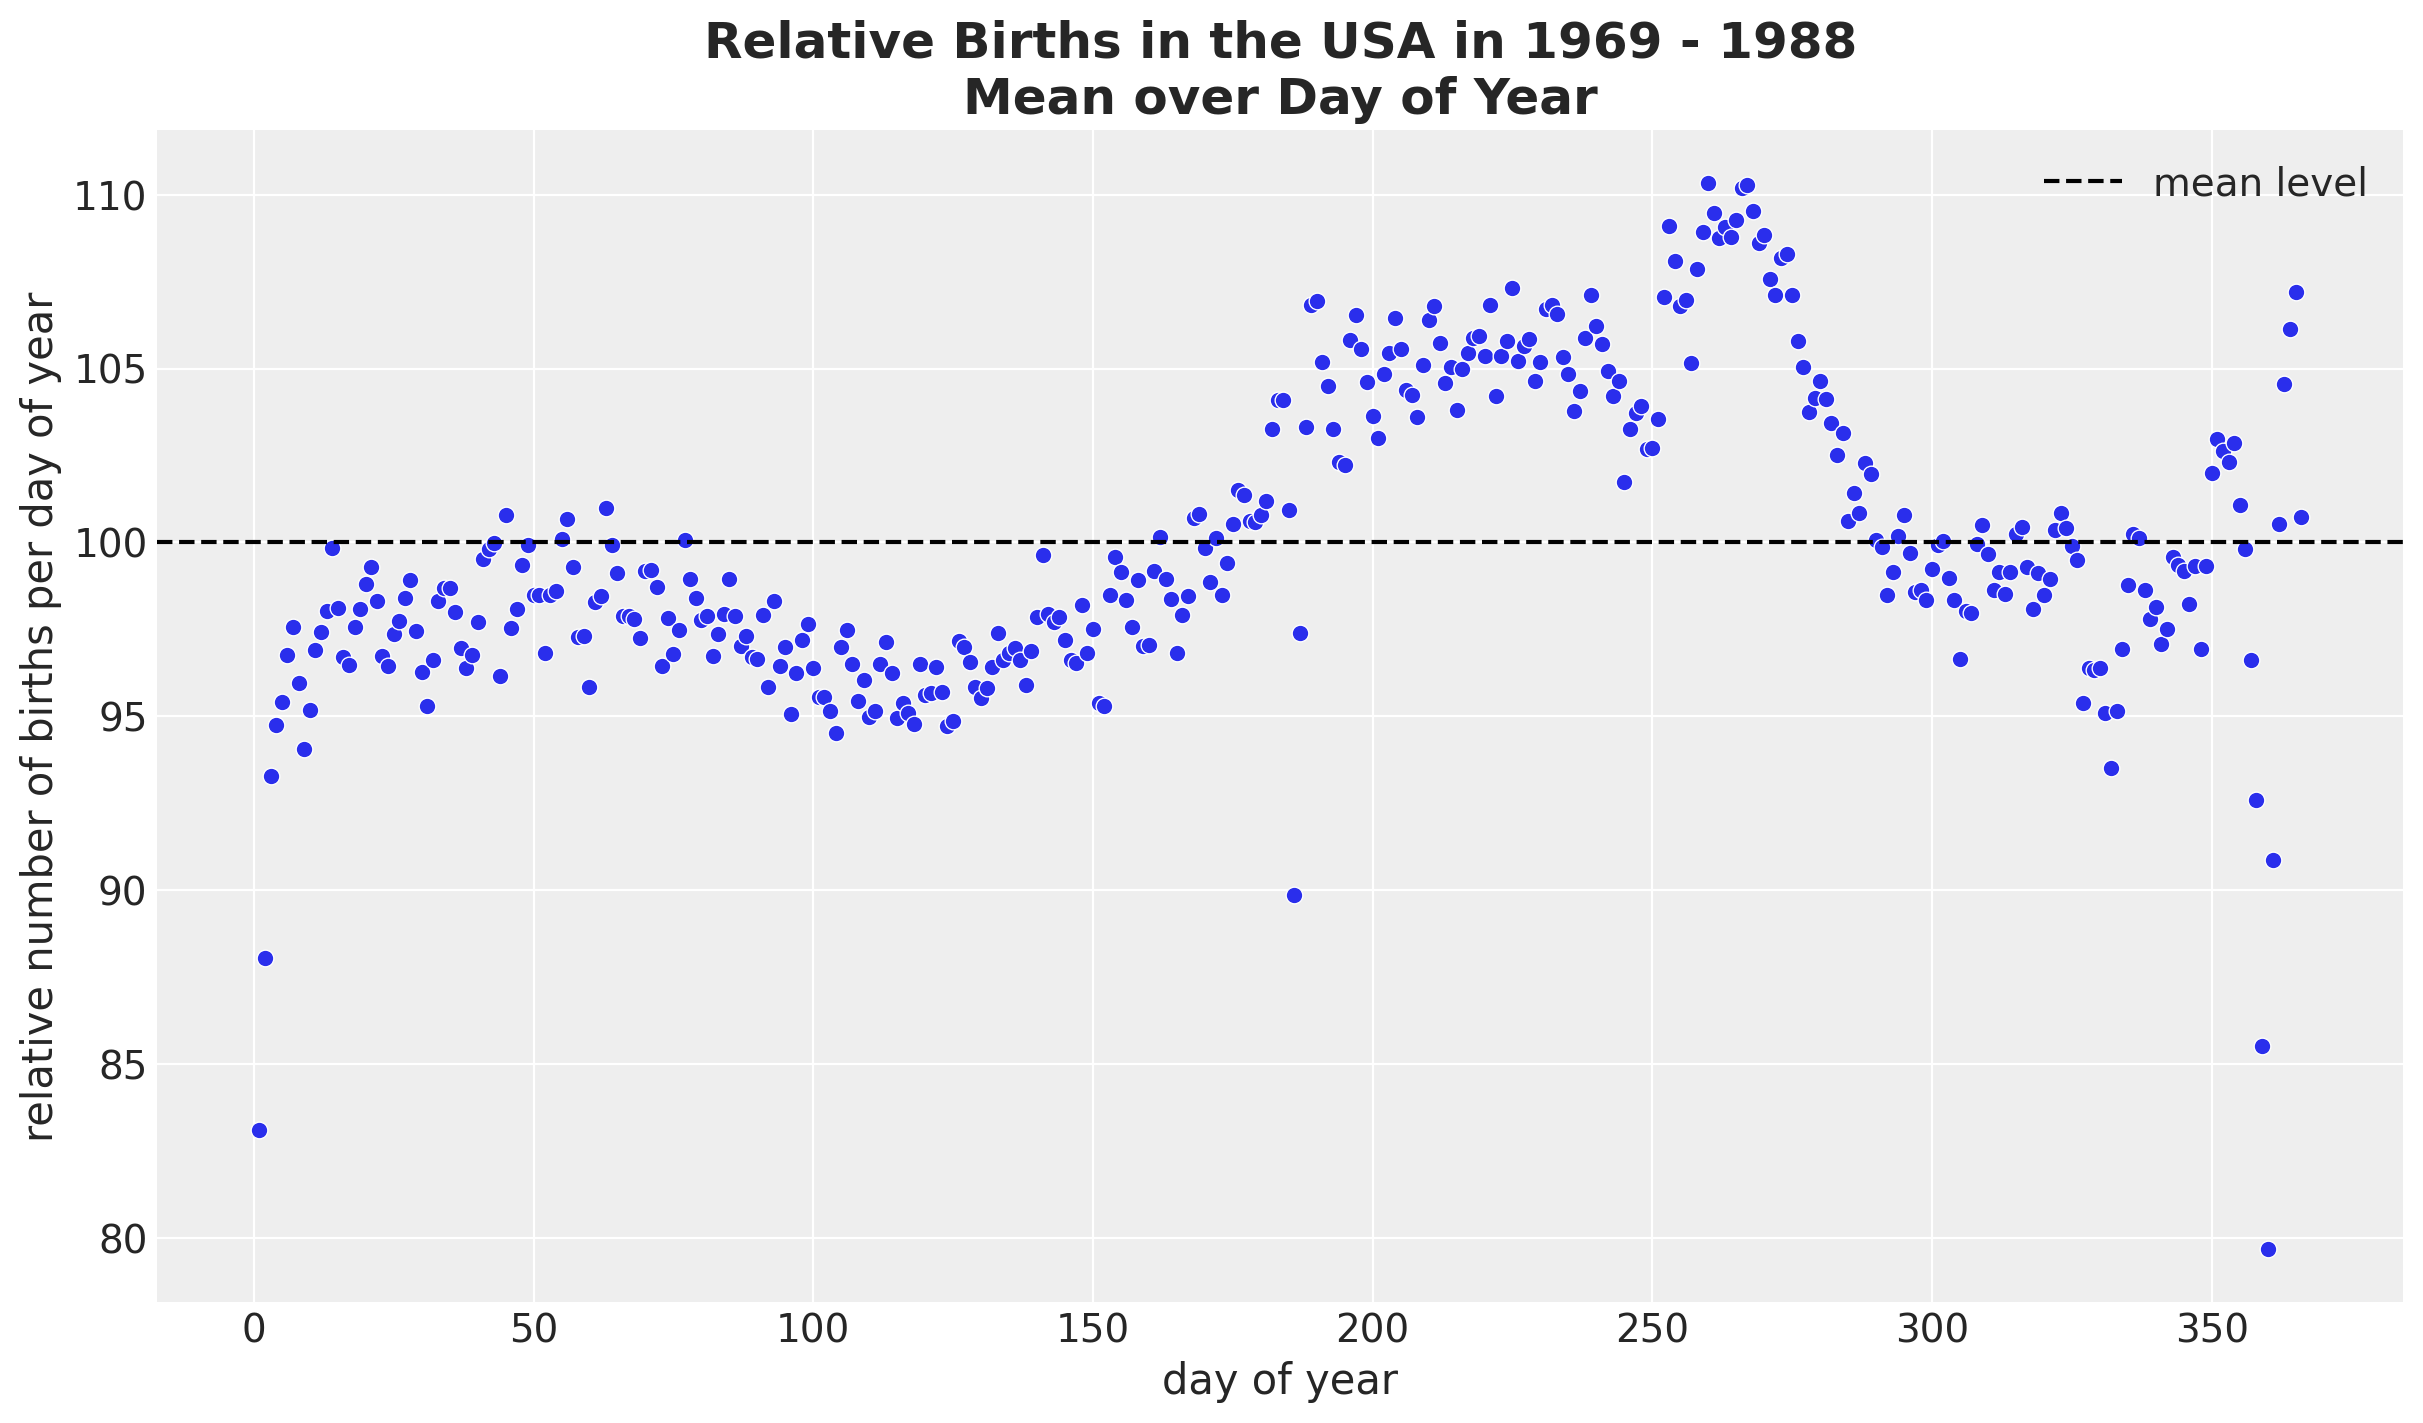 Relative Births in the USA in 1969 - 1988
Mean over Day of Year
mean level
relative number of births per day of year
110
105
100
95
90
85
80
0 50 100 150 200 250 300 350
day of year